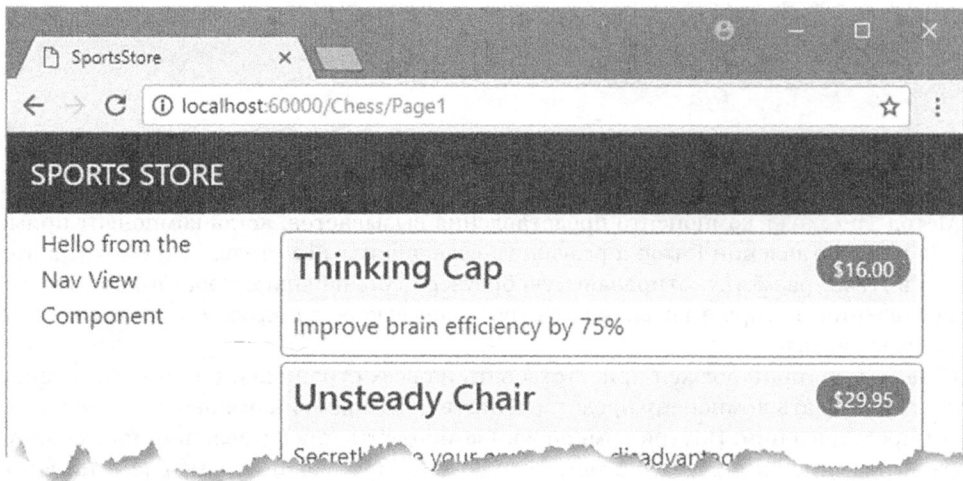 SportsStore
localhost:60000/Chess/Page1
SPORTS STORE
Hello from the
Nav View
Component
Thinking Cap
$16.00
Improve brain efficiency by 75%
Unsteady Chair
$29.95
your